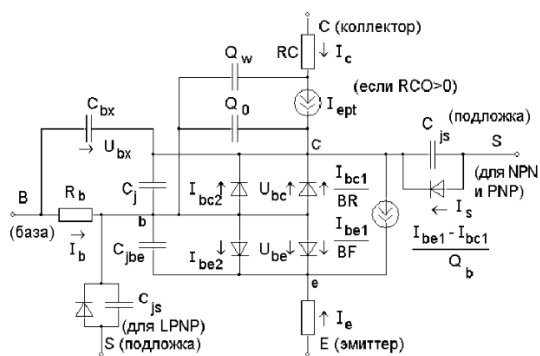 C (коллектор)
Q_w
RC
I_c
(если RCO>0)
C_bx
Q_0
I_ept
(подложка)
U_bx
C
C_js
S
B
C_j
I_bc2
U_bc
I_bc1
BR
(для NPN
и PNP)
R_b
b
I_s
(база)
I_b
C_jbe
I_be2
U_be
I_be1
BF
I_be1 - I_bc1
Q_b
e
C_js
(для LPNP)
I_e
S (подложка)
E (эмиттер)